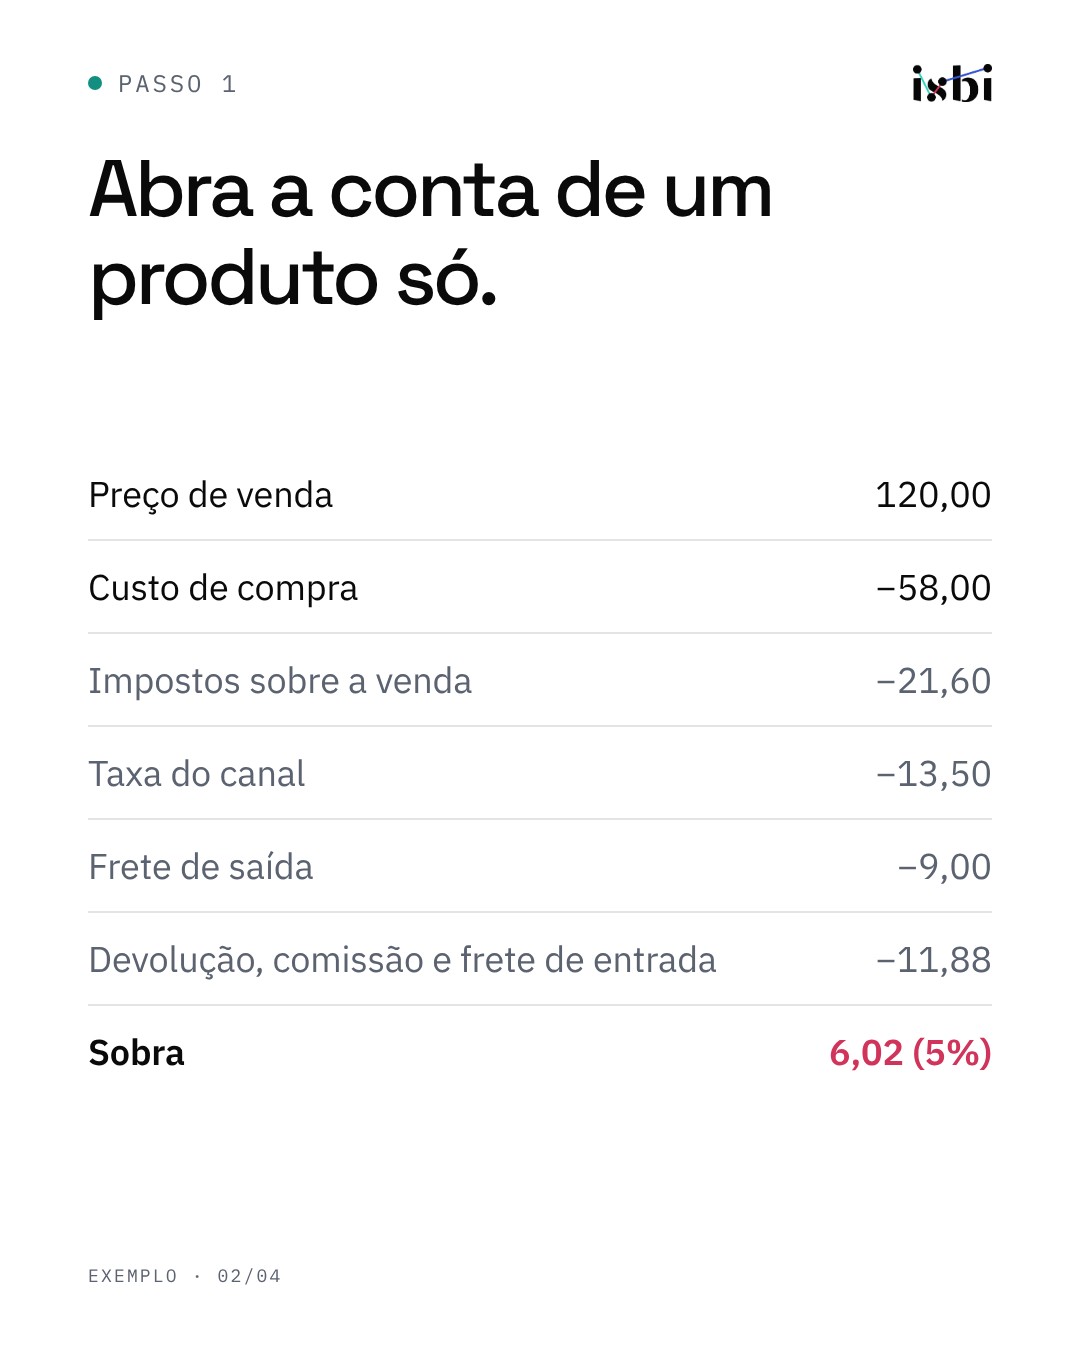 PASSO 1
isbi
Abra a conta de um
produto só.
Preço de venda 120,00
Custo de compra −58,00
Impostos sobre a venda −21,60
Taxa do canal −13,50
Frete de saída −9,00
Devolução, comissão e frete de entrada −11,88
Sobra 6,02 (5%)
EXEMPLO · 02/04